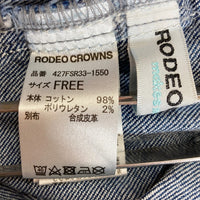 RODEO CROWNS
品番 427FSR33-1550
サイズ FREE
本体 コットン 98%
ポリウレタン 2%
別布 合成皮革
RODEO